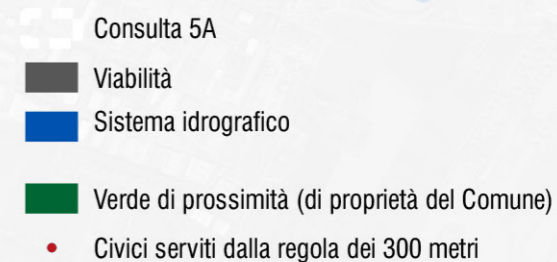 Consulta 5A
Viabilità
Sistema idrografico
Verde di prossimità (di proprietà del Comune)
Civici serviti dalla regola dei 300 metri